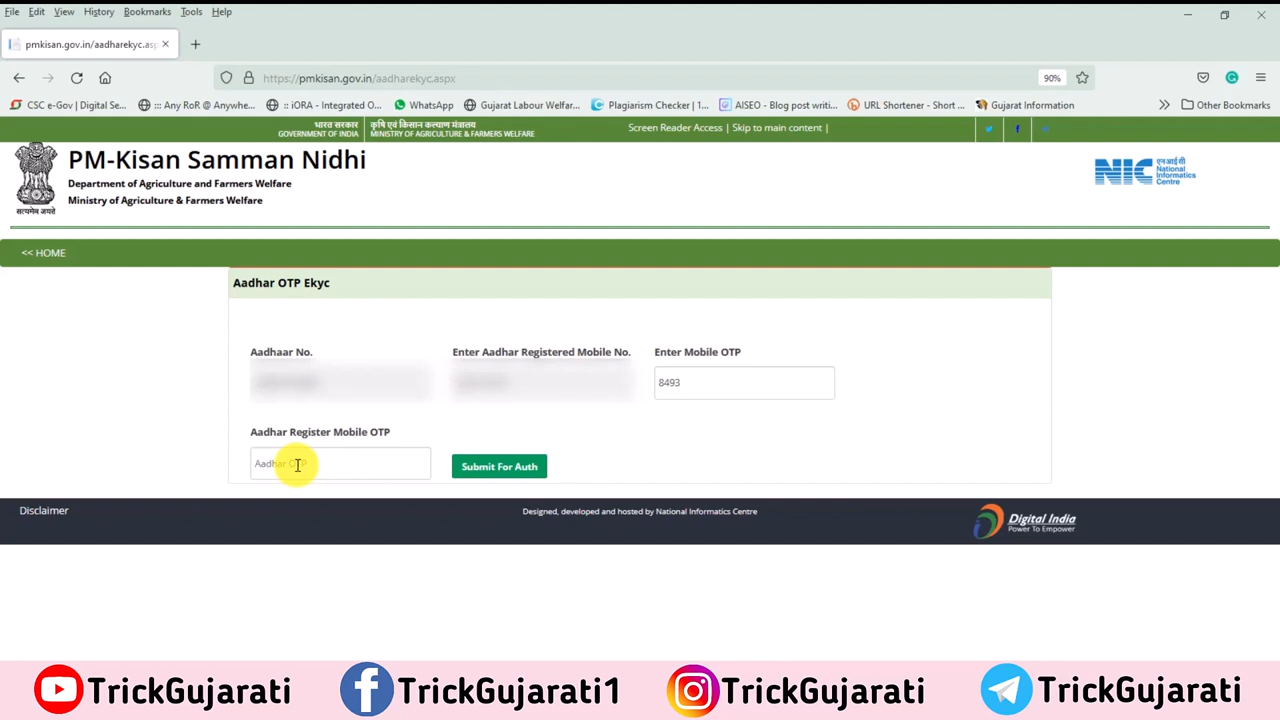 File Edit View History Bookmarks Tools Help
pmkisan.gov.in/aadharekyc.asp
https://pmkisan.gov.in/aadharekyc.aspx 90%
CSC e-Gov | Digital Se... ::: Any RoR @ Anywhe... :: iORA - Integrated O... WhatsApp Gujarat Labour Welfar... Plagiarism Checker | 1... AISEO - Blog post writi... URL Shortener - Short ... Gujarat Information Other Bookmarks
भारत सरकार
GOVERNMENT OF INDIA
कृषि एवं किसान कल्याण मंत्रालय
MINISTRY OF AGRICULTURE & FARMERS WELFARE
Screen Reader Access | Skip to main content |
PM-Kisan Samman Nidhi
Department of Agriculture and Farmers Welfare
Ministry of Agriculture & Farmers Welfare
सत्यमेव जयते
NIC
एनआईसी
National
Informatics
Centre
<< HOME
Aadhar OTP Ekyc
Aadhaar No. Enter Aadhar Registered Mobile No. Enter Mobile OTP
8493
Aadhar Register Mobile OTP
Aadhar OTP
Submit For Auth
Disclaimer
Designed, developed and hosted by National Informatics Centre
Digital India
Power To Empower
TrickGujarati TrickGujarati1 TrickGujarati TrickGujarati